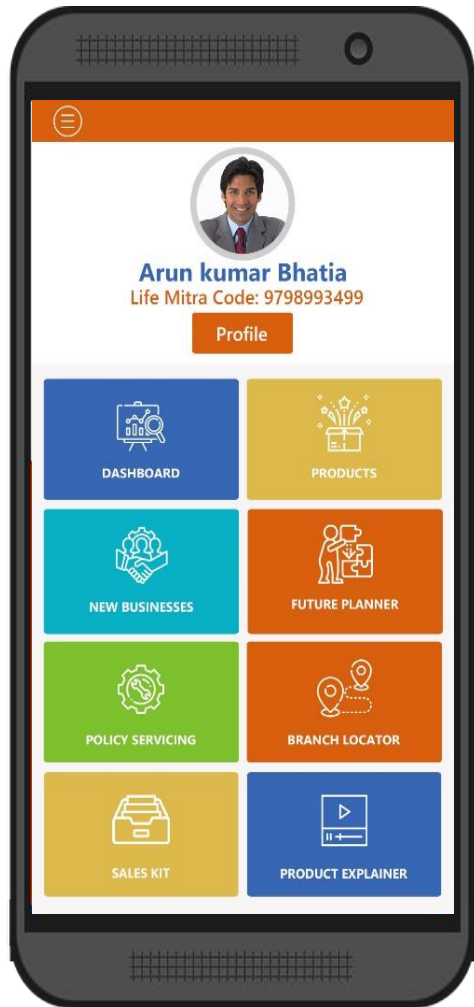 Arun kumar Bhatia
Life Mitra Code: 9798993499
Profile
DASHBOARD
PRODUCTS
NEW BUSINESSES
FUTURE PLANNER
POLICY SERVICING
BRANCH LOCATOR
SALES KIT
PRODUCT EXPLAINER